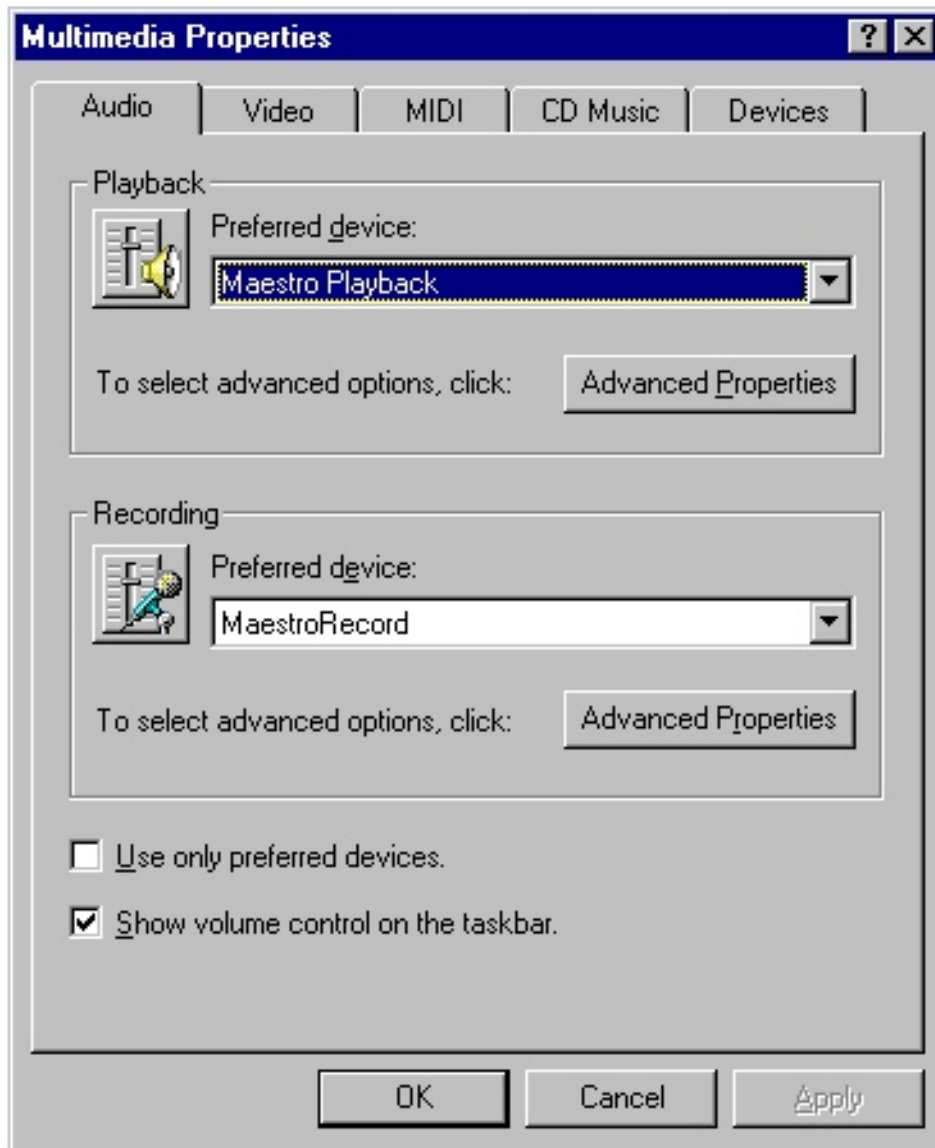 Multimedia Properties
Audio Video MIDI CD Music Devices
Playback
Preferred device:
Maestro Playback
To select advanced options, click: Advanced Properties
Recording
Preferred device:
MaestroRecord
To select advanced options, click: Advanced Properties
Use only preferred devices.
Show volume control on the taskbar.
OK Cancel Apply